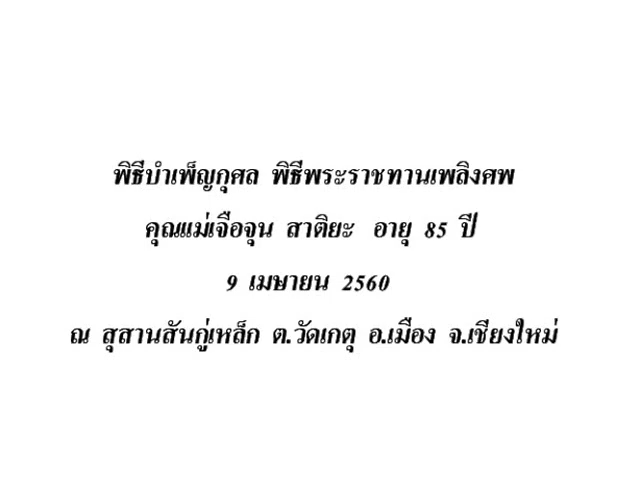 พิธีบำเพ็ญกุศล พิธีพระราชทานเพลิงศพ
คุณแม่เจือจุน สาติยะ อายุ 85 ปี
9 เมษายน 2560
ณ สุสานสันกู่เหล็ก ต.วัดเกตุ อ.เมือง จ.เชียงใหม่